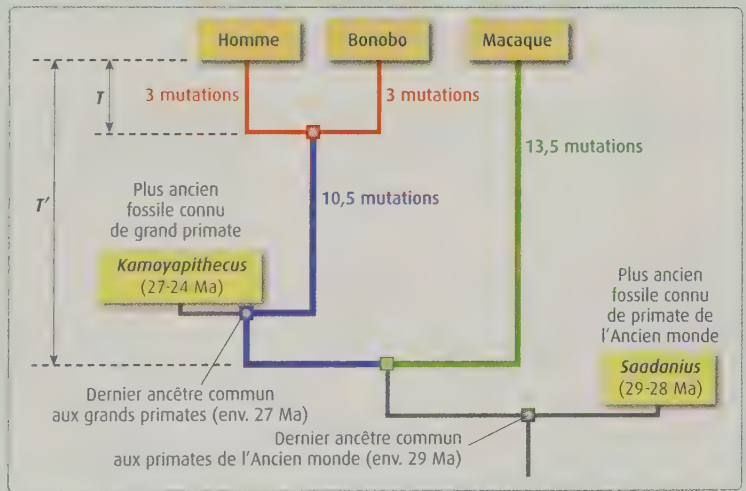 Homme
Bonobo
Macaque
T
3 mutations
3 mutations
13,5 mutations
T'
10,5 mutations
Plus ancien
fossile connu
de grand primate
Kamoyapithecus
(27-24 Ma)
Plus ancien
fossile connu
de primate de
l'Ancien monde
Saadanius
(29-28 Ma)
Dernier ancêtre commun
aux grands primates (env. 27 Ma)
Dernier ancêtre commun
aux primates de l'Ancien monde (env. 29 Ma)